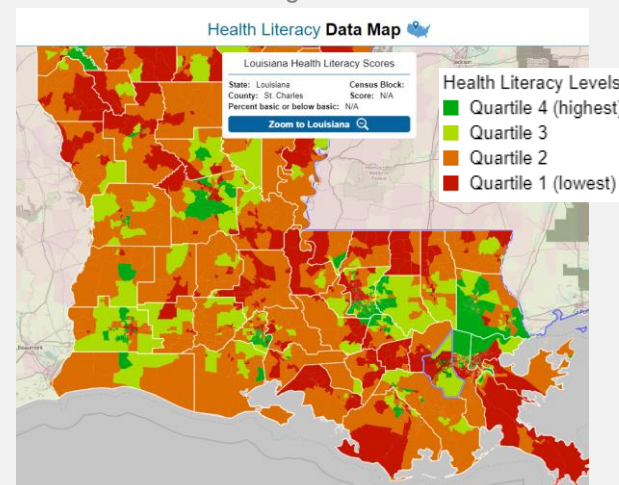 Health Literacy Data Map
Louisiana Health Literacy Scores
State: Louisiana Census Block:
County: St. Charles Score: N/A
Percent basic or below basic: N/A
Zoom to Louisiana
Health Literacy Levels
Quartile 4 (highest)
Quartile 3
Quartile 2
Quartile 1 (lowest)
Beaumont